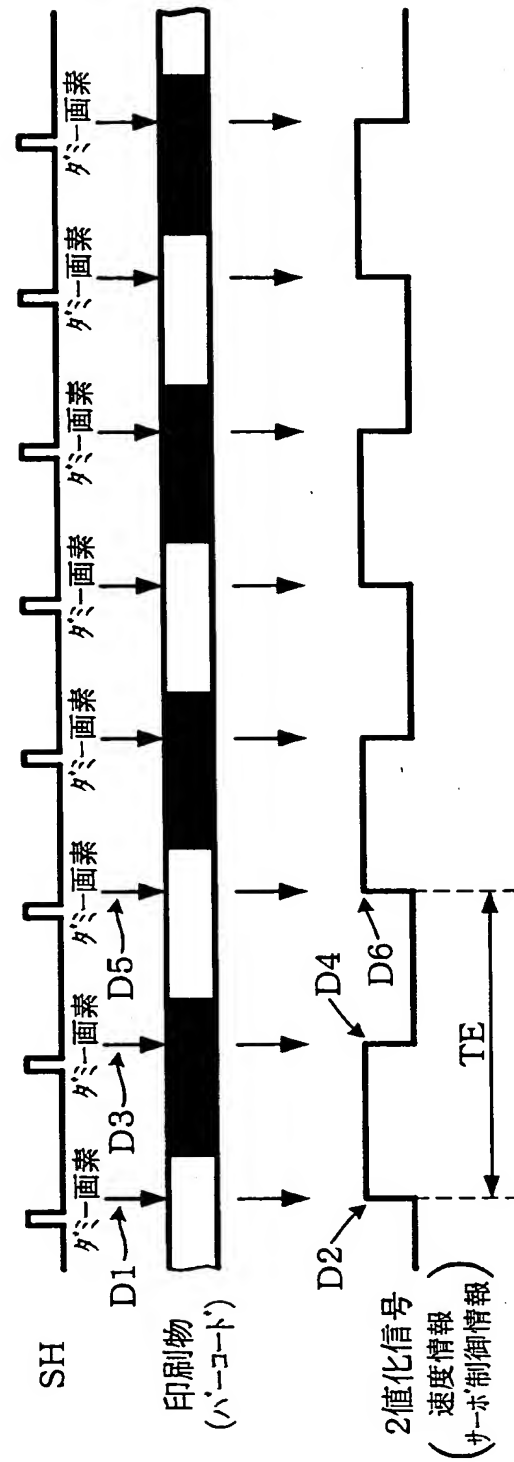 SH
ダミー画素
ダミー画素
ダミー画素
ダミー画素
ダミー画素
ダミー画素
ダミー画素
ダミー画素
D1
D3
D5
印刷物
(バーコード)
D2
D4
D6
2値化信号
(速度情報
サーボ制御情報)
TE